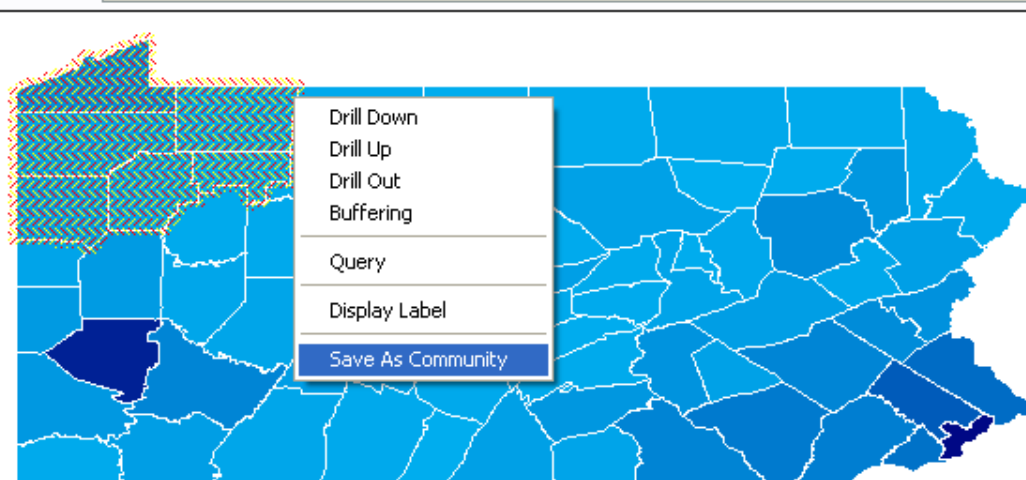 Drill Down
Drill Up
Drill Out
Buffering
Query
Display Label
Save As Community